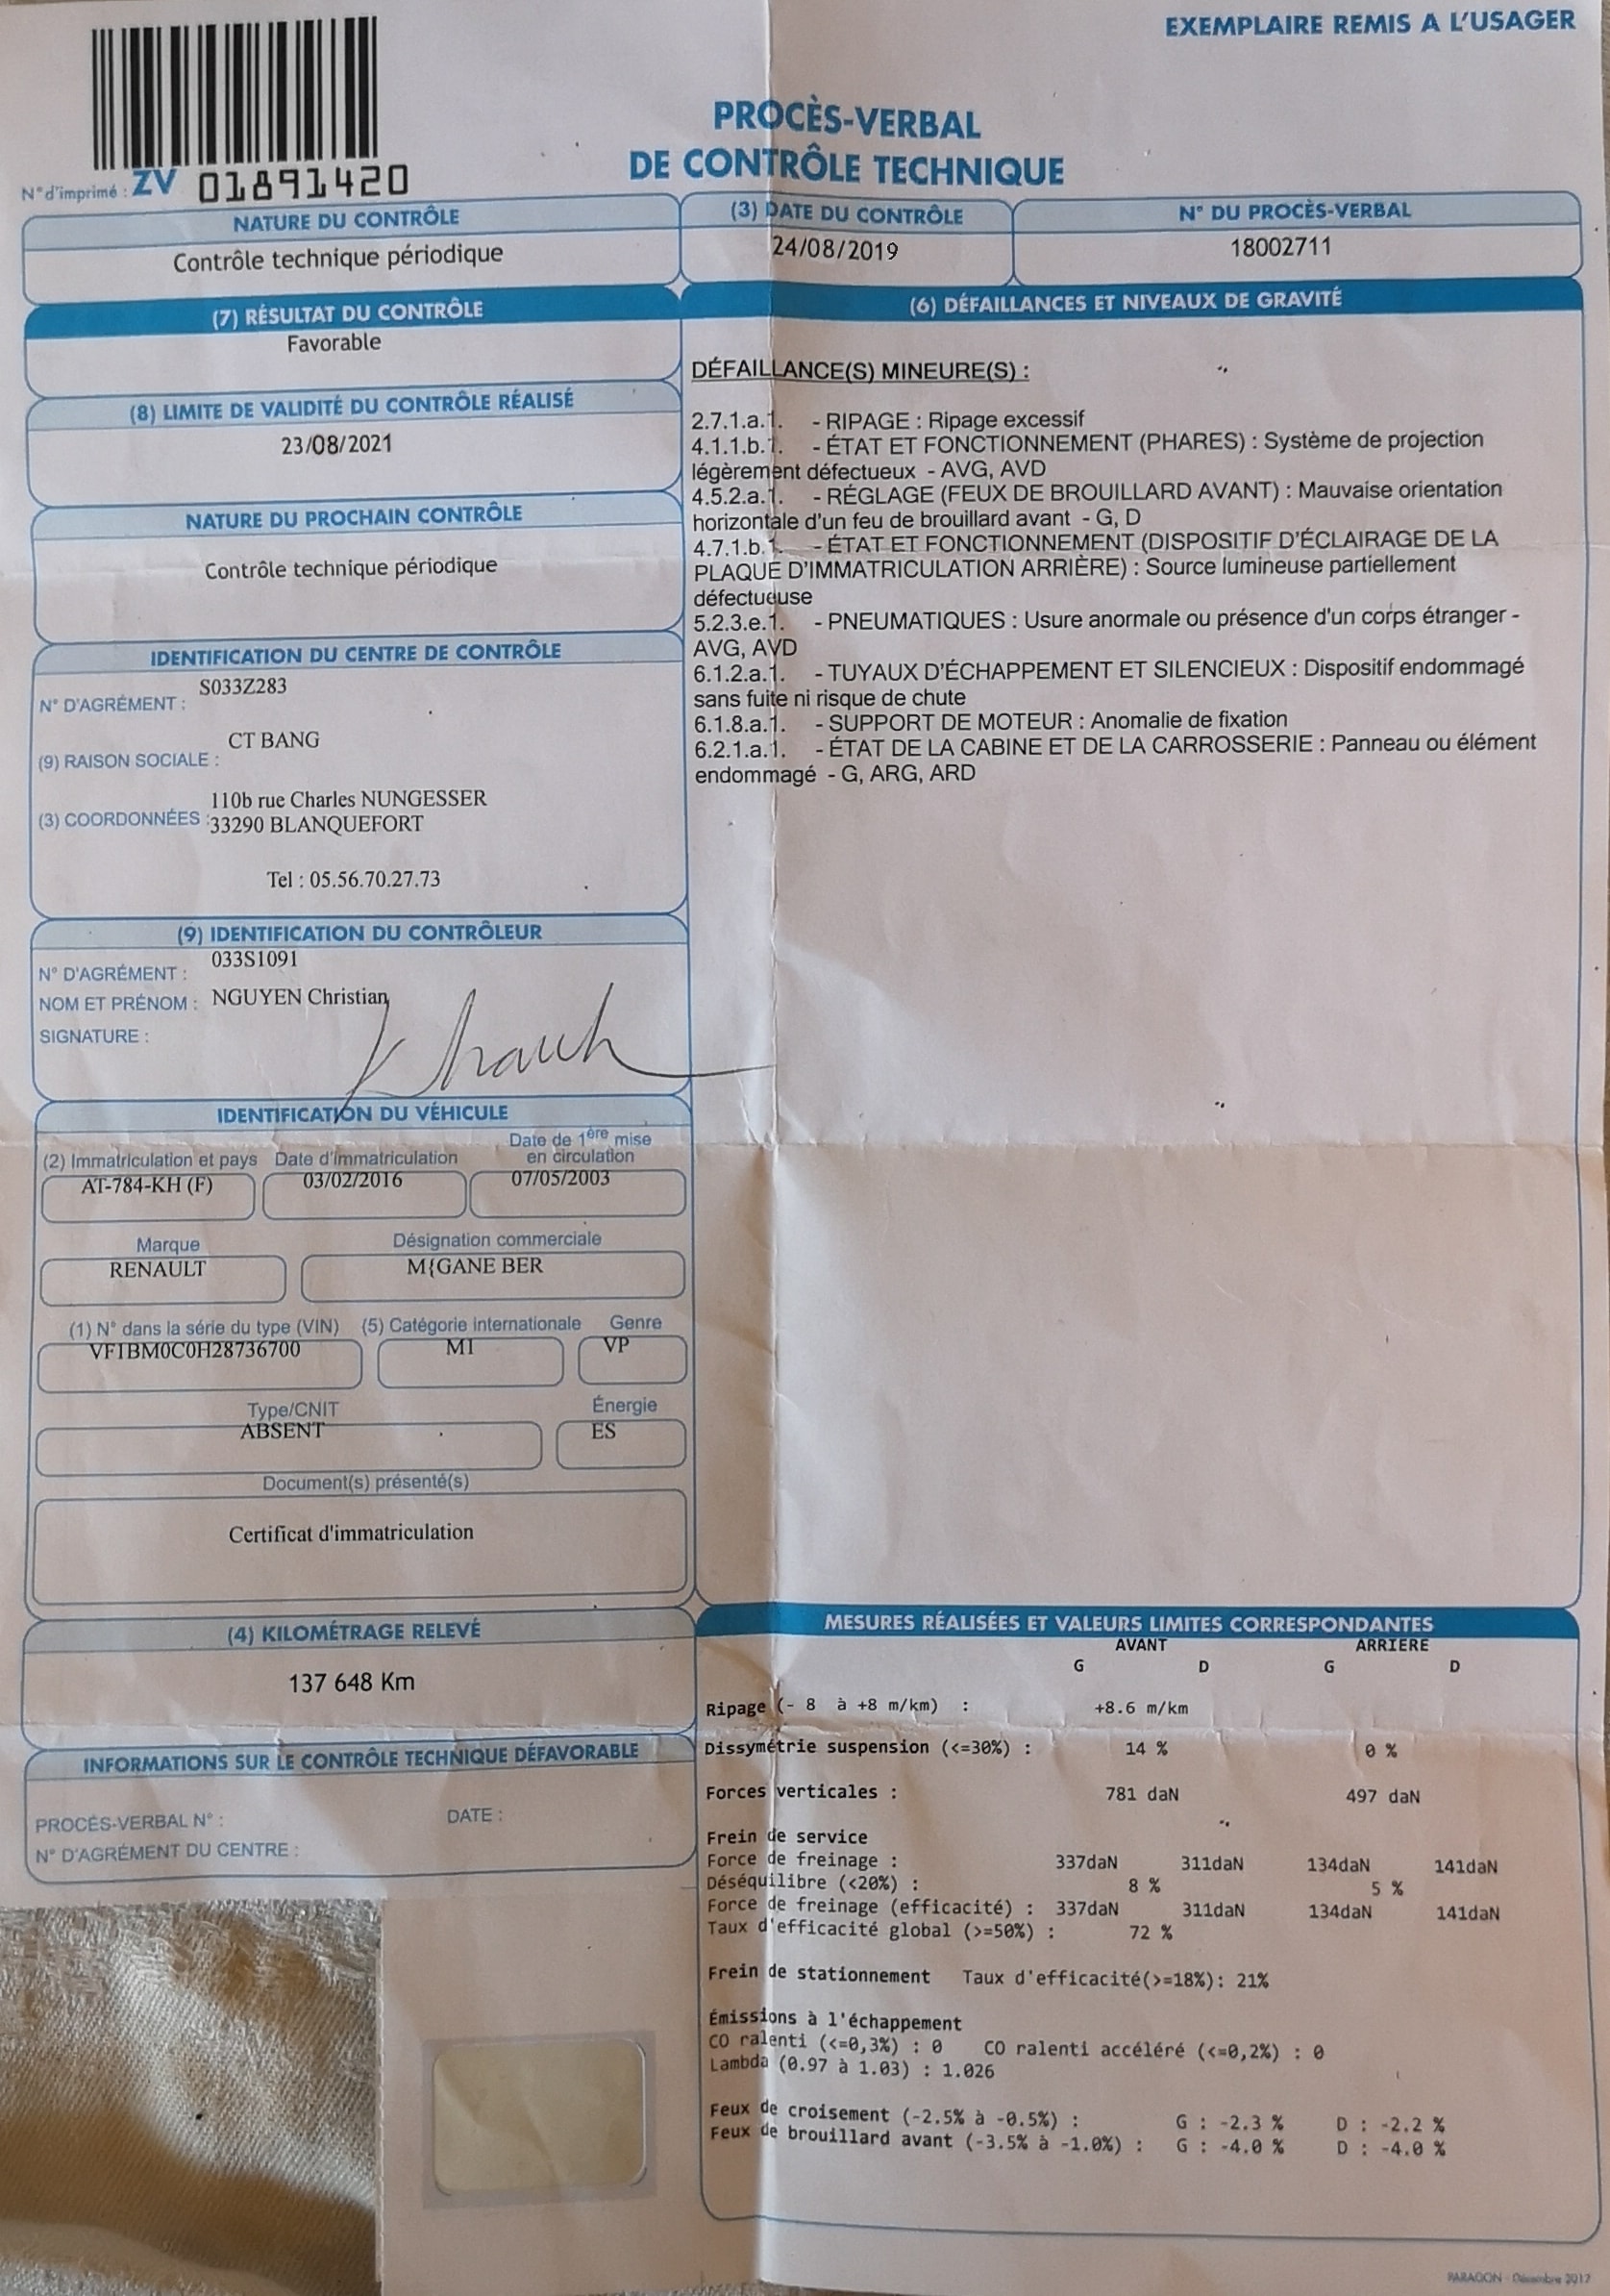 EXEMPLAIRE REMIS A L'USAGER
PROCÈS-VERBAL
DE CONTRÔLE TECHNIQUE
N°d'imprimé : ZV 01891420
NATURE DU CONTRÔLE
Contrôle technique périodique
(3) DATE DU CONTRÔLE
24/08/2019
N° DU PROCÈS-VERBAL
18002711
(7) RÉSULTAT DU CONTRÔLE
Favorable
(8) LIMITE DE VALIDITÉ DU CONTRÔLE RÉALISÉ
23/08/2021
NATURE DU PROCHAIN CONTRÔLE
Contrôle technique périodique
IDENTIFICATION DU CENTRE DE CONTRÔLE
N° D'AGRÉMENT : S033Z283
(9) RAISON SOCIALE : CT BANG
(3) COORDONNÉES : 110b rue Charles NUNGESSER
33290 BLANQUEFORT
Tel : 05.56.70.27.73
(9) IDENTIFICATION DU CONTRÔLEUR
N° D'AGRÉMENT : 033S1091
NOM ET PRÉNOM : NGUYEN Christian
SIGNATURE :
IDENTIFICATION DU VÉHICULE
(2) Immatriculation et pays
AT-784-KH (F)
Date d'immatriculation
03/02/2016
Date de 1ère mise
en circulation
07/05/2003
Marque
RENAULT
Désignation commerciale
M{GANE BER
(1) N° dans la série du type (VIN)
VF1BM0C0H28736700
(5) Catégorie internationale
M1
Genre
VP
Type/CNIT
ABSENT
Énergie
ES
Document(s) présenté(s)
Certificat d'immatriculation
(4) KILOMÉTRAGE RELEVÉ
137 648 Km
INFORMATIONS SUR LE CONTRÔLE TECHNIQUE DÉFAVORABLE
PROCÈS-VERBAL N° : DATE :
N° D'AGRÉMENT DU CENTRE :
(6) DÉFAILLANCES ET NIVEAUX DE GRAVITÉ
DÉFAILLANCE(S) MINEURE(S) :
2.7.1.a.1. - RIPAGE : Ripage excessif
4.1.1.b.1. - ÉTAT ET FONCTIONNEMENT (PHARES) : Système de projection
légèrement défectueux - AVG, AVD
4.5.2.a.1. - RÉGLAGE (FEUX DE BROUILLARD AVANT) : Mauvaise orientation
horizontale d'un feu de brouillard avant - G, D
4.7.1.b.1. - ÉTAT ET FONCTIONNEMENT (DISPOSITIF D'ÉCLAIRAGE DE LA
PLAQUE D'IMMATRICULATION ARRIÈRE) : Source lumineuse partiellement
défectueuse
5.2.3.e.1. - PNEUMATIQUES : Usure anormale ou présence d'un corps étranger -
AVG, AVD
6.1.2.a.1. - TUYAUX D'ÉCHAPPEMENT ET SILENCIEUX : Dispositif endommagé
sans fuite ni risque de chute
6.1.8.a.1. - SUPPORT DE MOTEUR : Anomalie de fixation
6.2.1.a.1. - ÉTAT DE LA CABINE ET DE LA CARROSSERIE : Panneau ou élément
endommagé - G, ARG, ARD
MESURES RÉALISÉES ET VALEURS LIMITES CORRESPONDANTES
AVANT ARRIERE
G D G D
Ripage (- 8 à +8 m/km) : +8.6 m/km
Dissymétrie suspension (<=30%) : 14 % 0 %
Forces verticales : 781 daN 497 daN
Frein de service
Force de freinage : 337daN 311daN 134daN 141daN
Déséquilibre (<20%) : 8 % 5 %
Force de freinage (efficacité) : 337daN 311daN 134daN 141daN
Taux d'efficacité global (>=50%) : 72 %
Frein de stationnement Taux d'efficacité(>=18%): 21%
Émissions à l'échappement
CO ralenti (<=0,3%) : 0 CO ralenti accéléré (<=0,2%) : 0
Lambda (0.97 à 1.03) : 1.026
Feux de croisement (-2.5% à -0.5%) : G : -2.3 % D : -2.2 %
Feux de brouillard avant (-3.5% à -1.0%) : G : -4.0 % D : -4.0 %
PARAGON - Décembre 2017